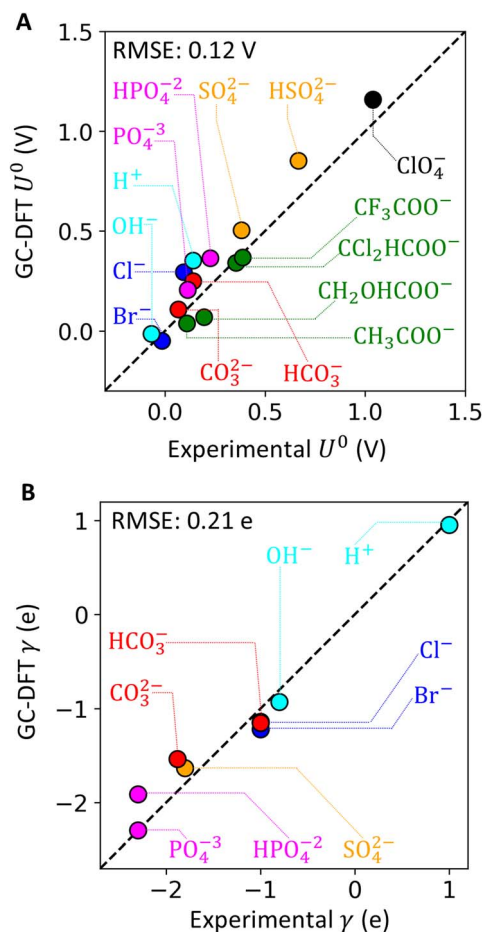 A
RMSE: 0.12 V
HPO₄⁻² SO₄²⁻ HSO₄²⁻
PO₄⁻³
H⁺
OH⁻
Cl⁻
Br⁻
ClO₄⁻
CF₃COO⁻
CCl₂HCOO⁻
CH₂OHCOO⁻
CH₃COO⁻
CO₃²⁻ HCO₃⁻
GC-DFT U⁰ (V)
1.5
1.0
0.5
0.0
0.0 0.5 1.0 1.5
Experimental U⁰ (V)
B
RMSE: 0.21 e
OH⁻ H⁺
HCO₃⁻
CO₃²⁻
Cl⁻
Br⁻
PO₄⁻³ HPO₄⁻² SO₄²⁻
GC-DFT γ (e)
1
0
−1
−2
−2 −1 0 1
Experimental γ (e)